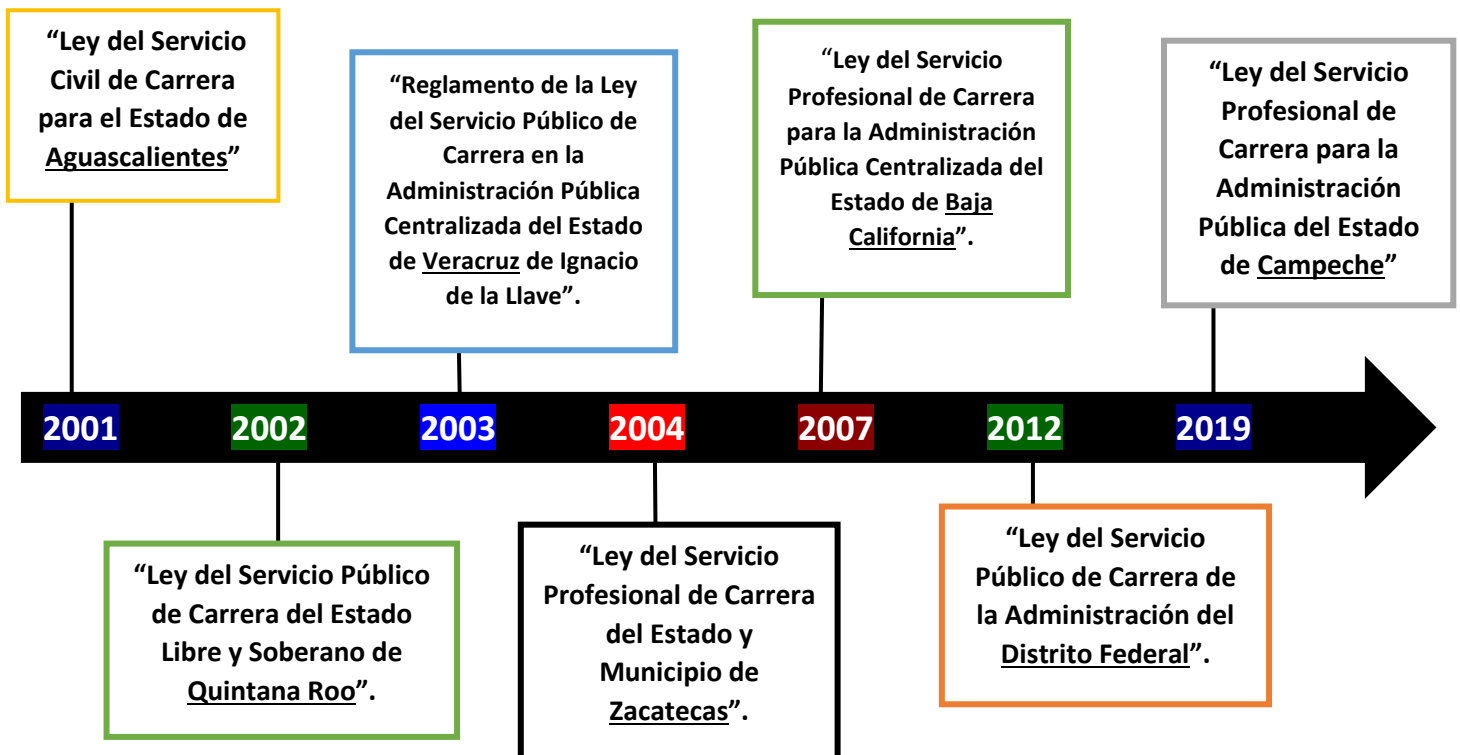 “Ley del Servicio
Civil de Carrera
para el Estado de
Aguascalientes”
“Reglamento de la Ley
del Servicio Público de
Carrera en la
Administración Pública
Centralizada del Estado
de Veracruz de Ignacio
de la Llave”.
“Ley del Servicio
Profesional de Carrera
para la Administración
Pública Centralizada del
Estado de Baja
California”.
“Ley del Servicio
Profesional de
Carrera para la
Administración
Pública del Estado
de Campeche”
2001 2002 2003 2004 2007 2012 2019
“Ley del Servicio Público
de Carrera del Estado
Libre y Soberano de
Quintana Roo”.
“Ley del Servicio
Profesional de Carrera
del Estado y
Municipio de
Zacatecas”.
“Ley del Servicio
Público de Carrera de
la Administración del
Distrito Federal”.